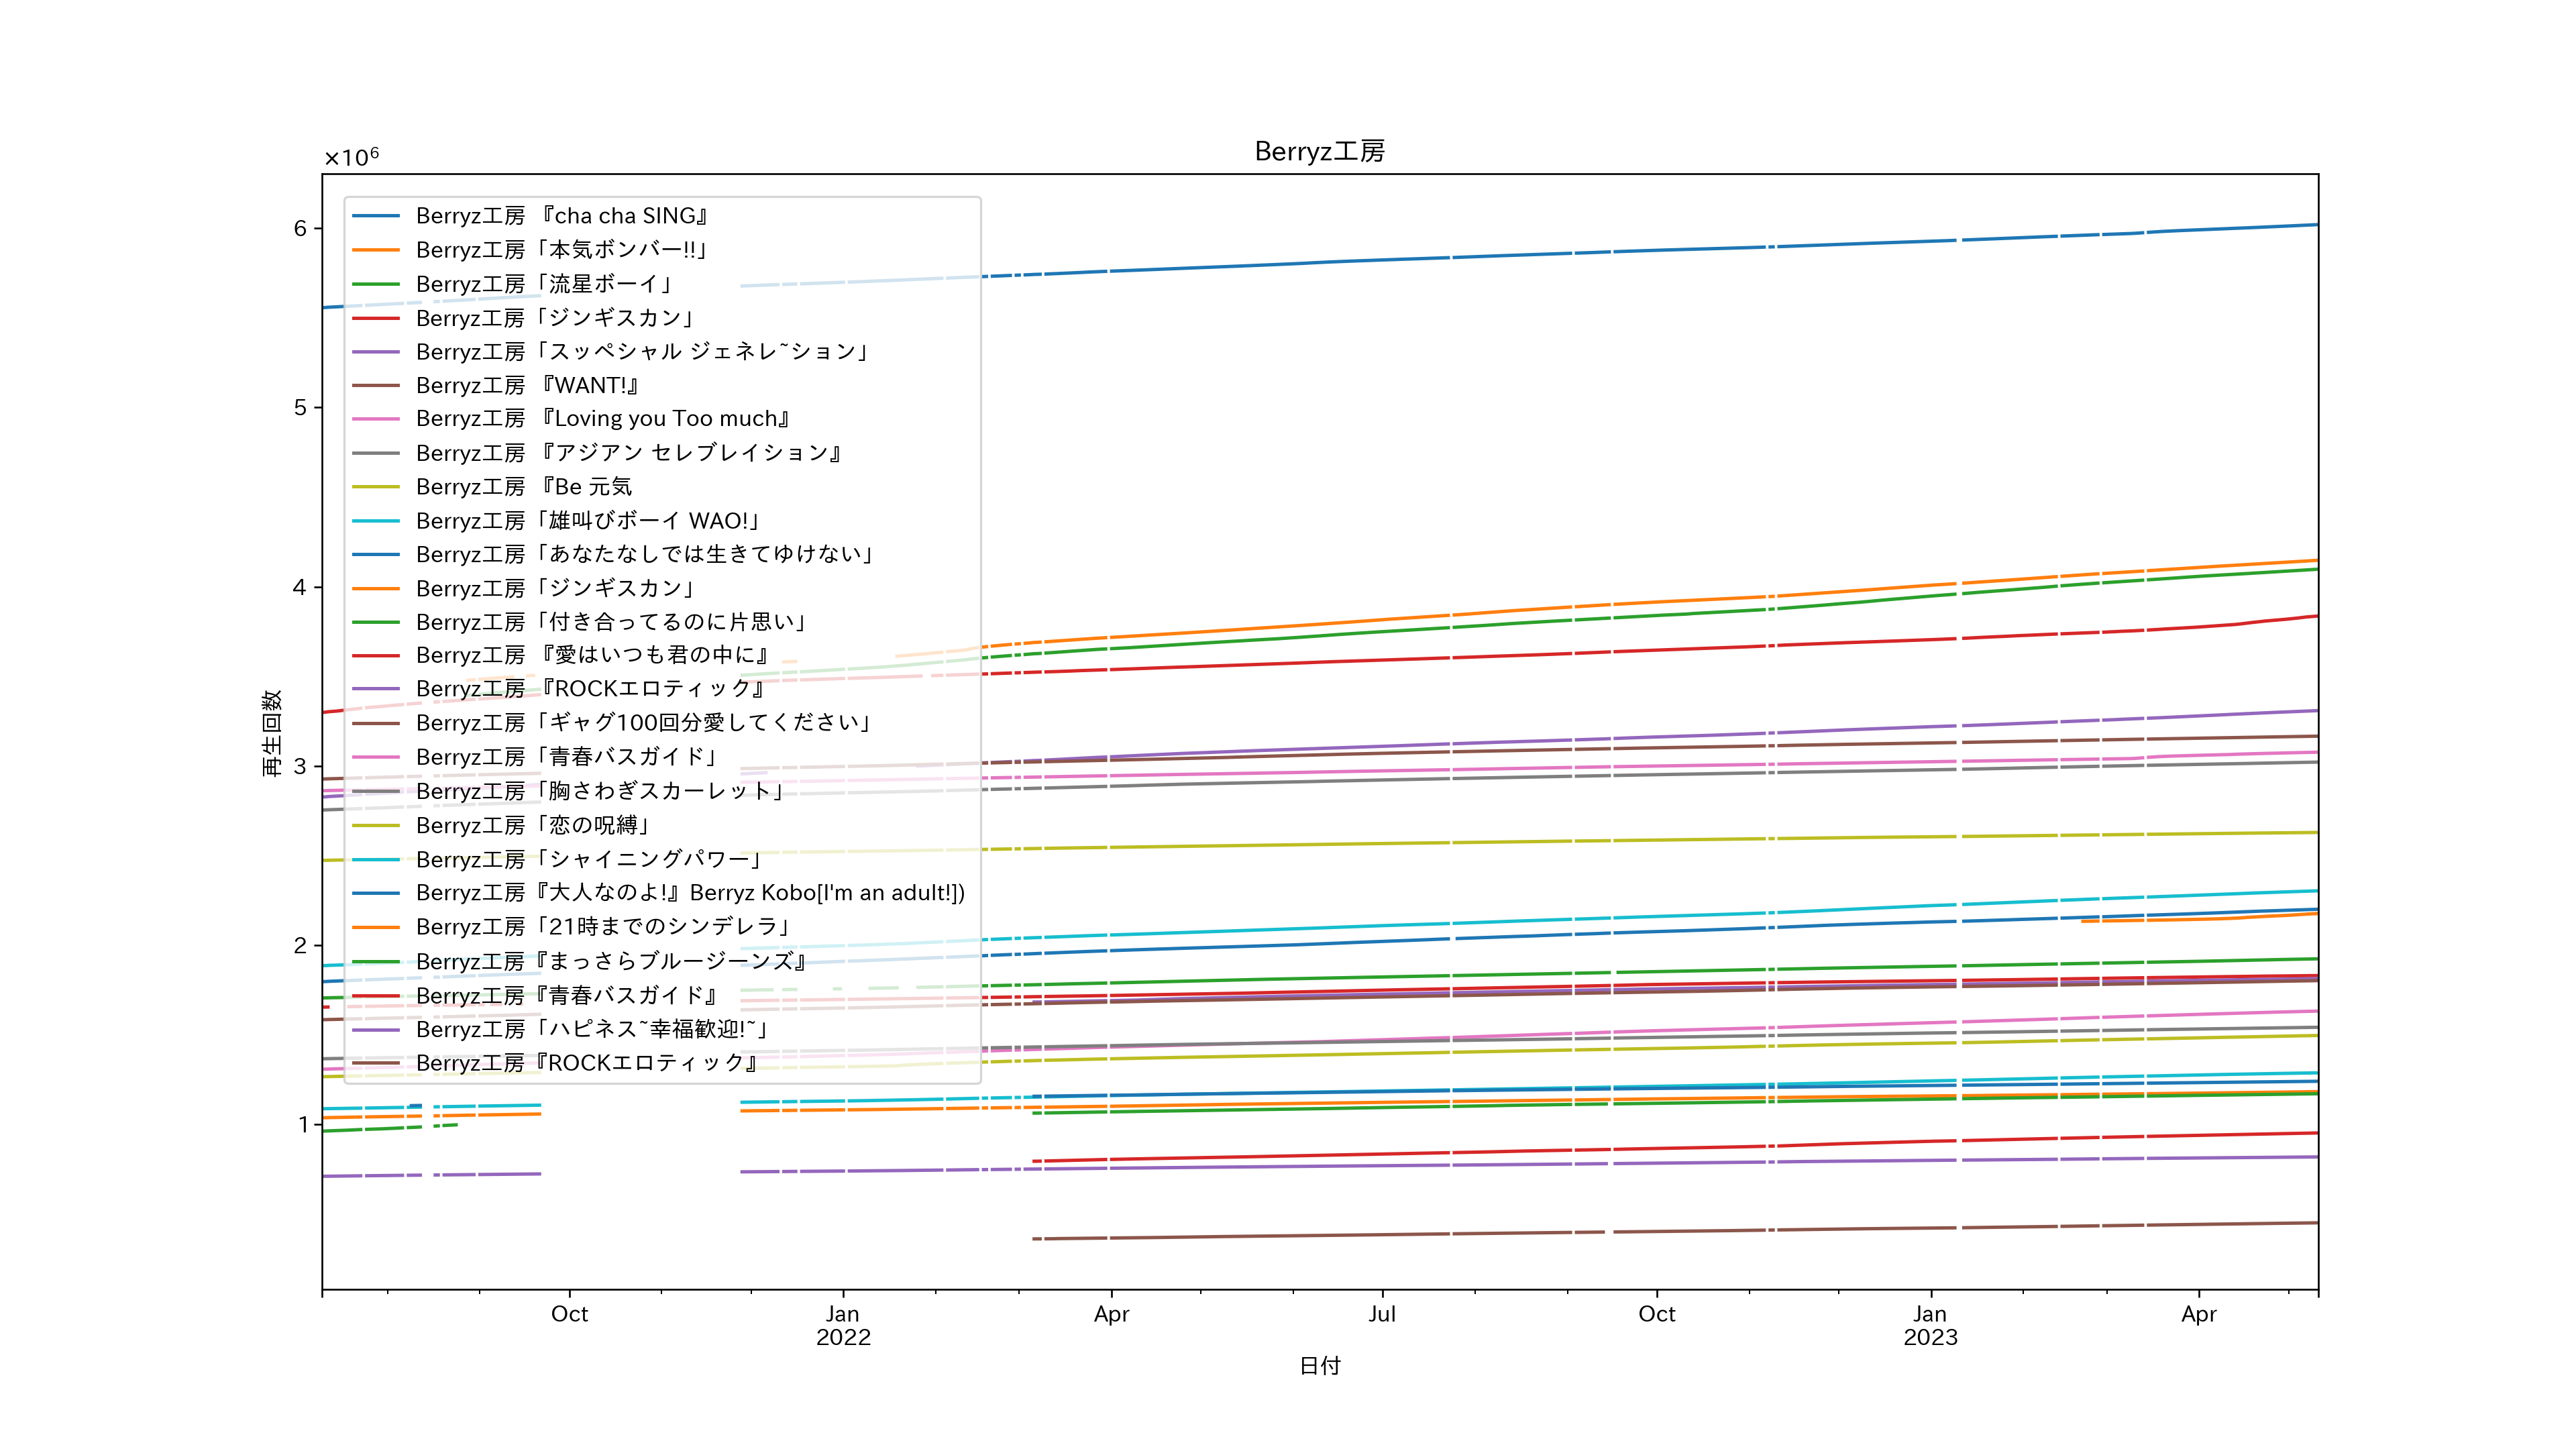 Berryz工房
×10⁶
6
5
4
3
2
1
再生回数
Berryz工房 『cha cha SING』
Berryz工房「本気ボンバー!!」
Berryz工房「流星ボーイ」
Berryz工房「ジンギスカン」
Berryz工房「スッペシャル ジェネレ~ション」
Berryz工房 『WANT!』
Berryz工房 『Loving you Too much』
Berryz工房 『アジアン セレブレイション』
Berryz工房 『Be 元気
Berryz工房「雄叫びボーイ WAO!」
Berryz工房「あなたなしでは生きてゆけない」
Berryz工房「ジンギスカン」
Berryz工房「付き合ってるのに片思い」
Berryz工房 『愛はいつも君の中に』
Berryz工房 『ROCKエロティック』
Berryz工房「ギャグ100回分愛してください」
Berryz工房「青春バスガイド」
Berryz工房「胸さわぎスカーレット」
Berryz工房「恋の呪縛」
Berryz工房「シャイニングパワー」
Berryz工房『大人なのよ!』Berryz Kobo[I'm an adult!])
Berryz工房「21時までのシンデレラ」
Berryz工房『まっさらブルージーンズ』
Berryz工房『青春バスガイド』
Berryz工房「ハピネス~幸福歓迎!~」
Berryz工房『ROCKエロティック』
Oct
Jan
2022
Apr
Jul
Oct
Jan
2023
Apr
日付